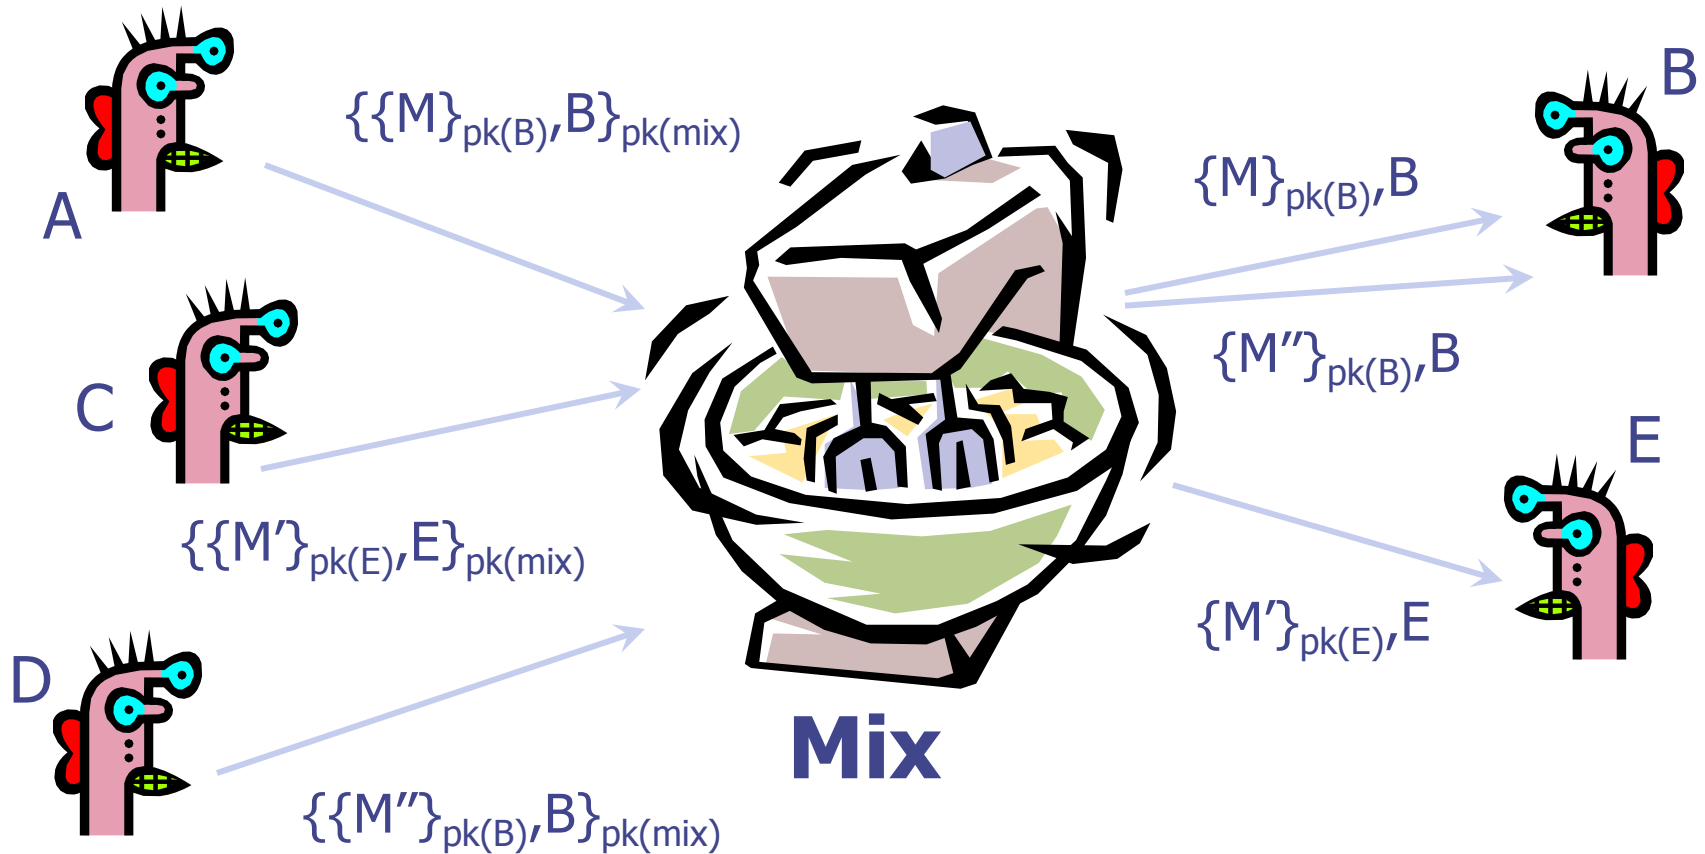 A
{{M}pk(B),B}pk(mix)
C
{{M′}pk(E),E}pk(mix)
D
{{M″}pk(B),B}pk(mix)
Mix
B
{M}pk(B),B
{M″}pk(B),B
E
{M′}pk(E),E